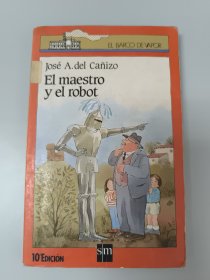 EL BARCO DE VAPOR
José A. del Cañizo
El maestro
y el robot
10ª EDICIÓN
sm